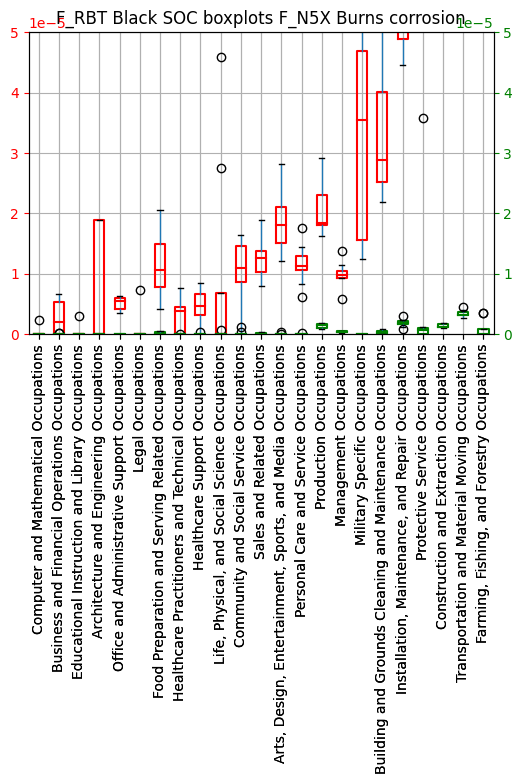 F_RBT Black SOC boxplots F_N5X Burns corrosion
1e−5
1e−5
5
5
4
4
3
3
2
2
1
1
0
0
Computer and Mathematical Occupations
Business and Financial Operations Occupations
Educational Instruction and Library Occupations
Architecture and Engineering Occupations
Office and Administrative Support Occupations
Legal Occupations
Food Preparation and Serving Related Occupations
Healthcare Practitioners and Technical Occupations
Healthcare Support Occupations
Life, Physical, and Social Science Occupations
Community and Social Service Occupations
Sales and Related Occupations
Arts, Design, Entertainment, Sports, and Media Occupations
Personal Care and Service Occupations
Production Occupations
Management Occupations
Military Specific Occupations
Building and Grounds Cleaning and Maintenance Occupations
Installation, Maintenance, and Repair Occupations
Protective Service Occupations
Construction and Extraction Occupations
Transportation and Material Moving Occupations
Farming, Fishing, and Forestry Occupations